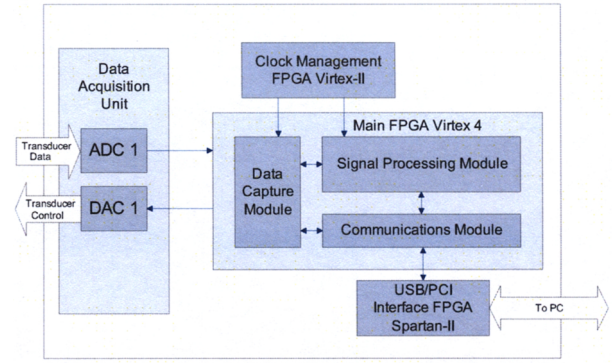 Clock Management
FPGA Virtex-II
Data
Acquisition
Unit
Main FPGA Virtex 4
Transducer
Data
ADC 1
Data
Capture
Module
Signal Processing Module
Transducer
Control
DAC 1
Communications Module
USB/PCI
Interface FPGA
Spartan-II
To PC